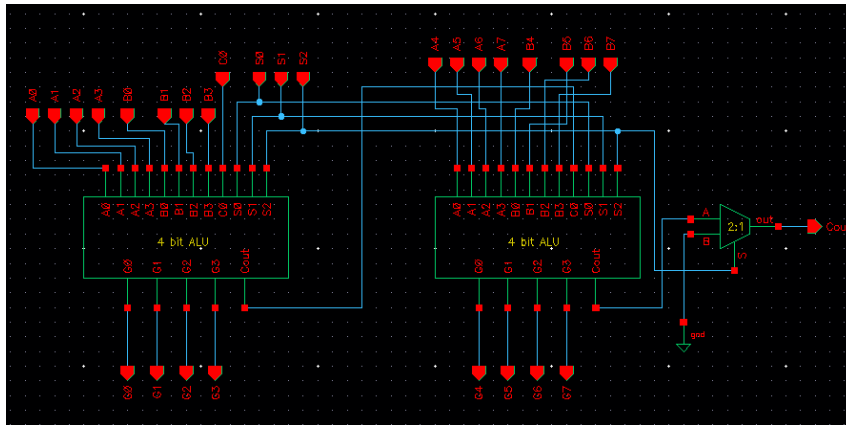 A0 A1 A2 A3 B0 B1 B2 B3 C0 S0 S1 S2
A4 A5 A6 A7 B4 B5 B6 B7
A0 A1 A2 A3 B0 B1 B2 B3 C0 S0 S1 S2
4 bit ALU
G0 G1 G2 G3 Cout
G0 G1 G2 G3
A0 A1 A2 A3 B0 B1 B2 B3 C0 S0 S1 S2
4 bit ALU
G0 G1 G2 G3 Cout
G4 G5 G6 G7
A
B
2:1
S
out
Cou
gnd